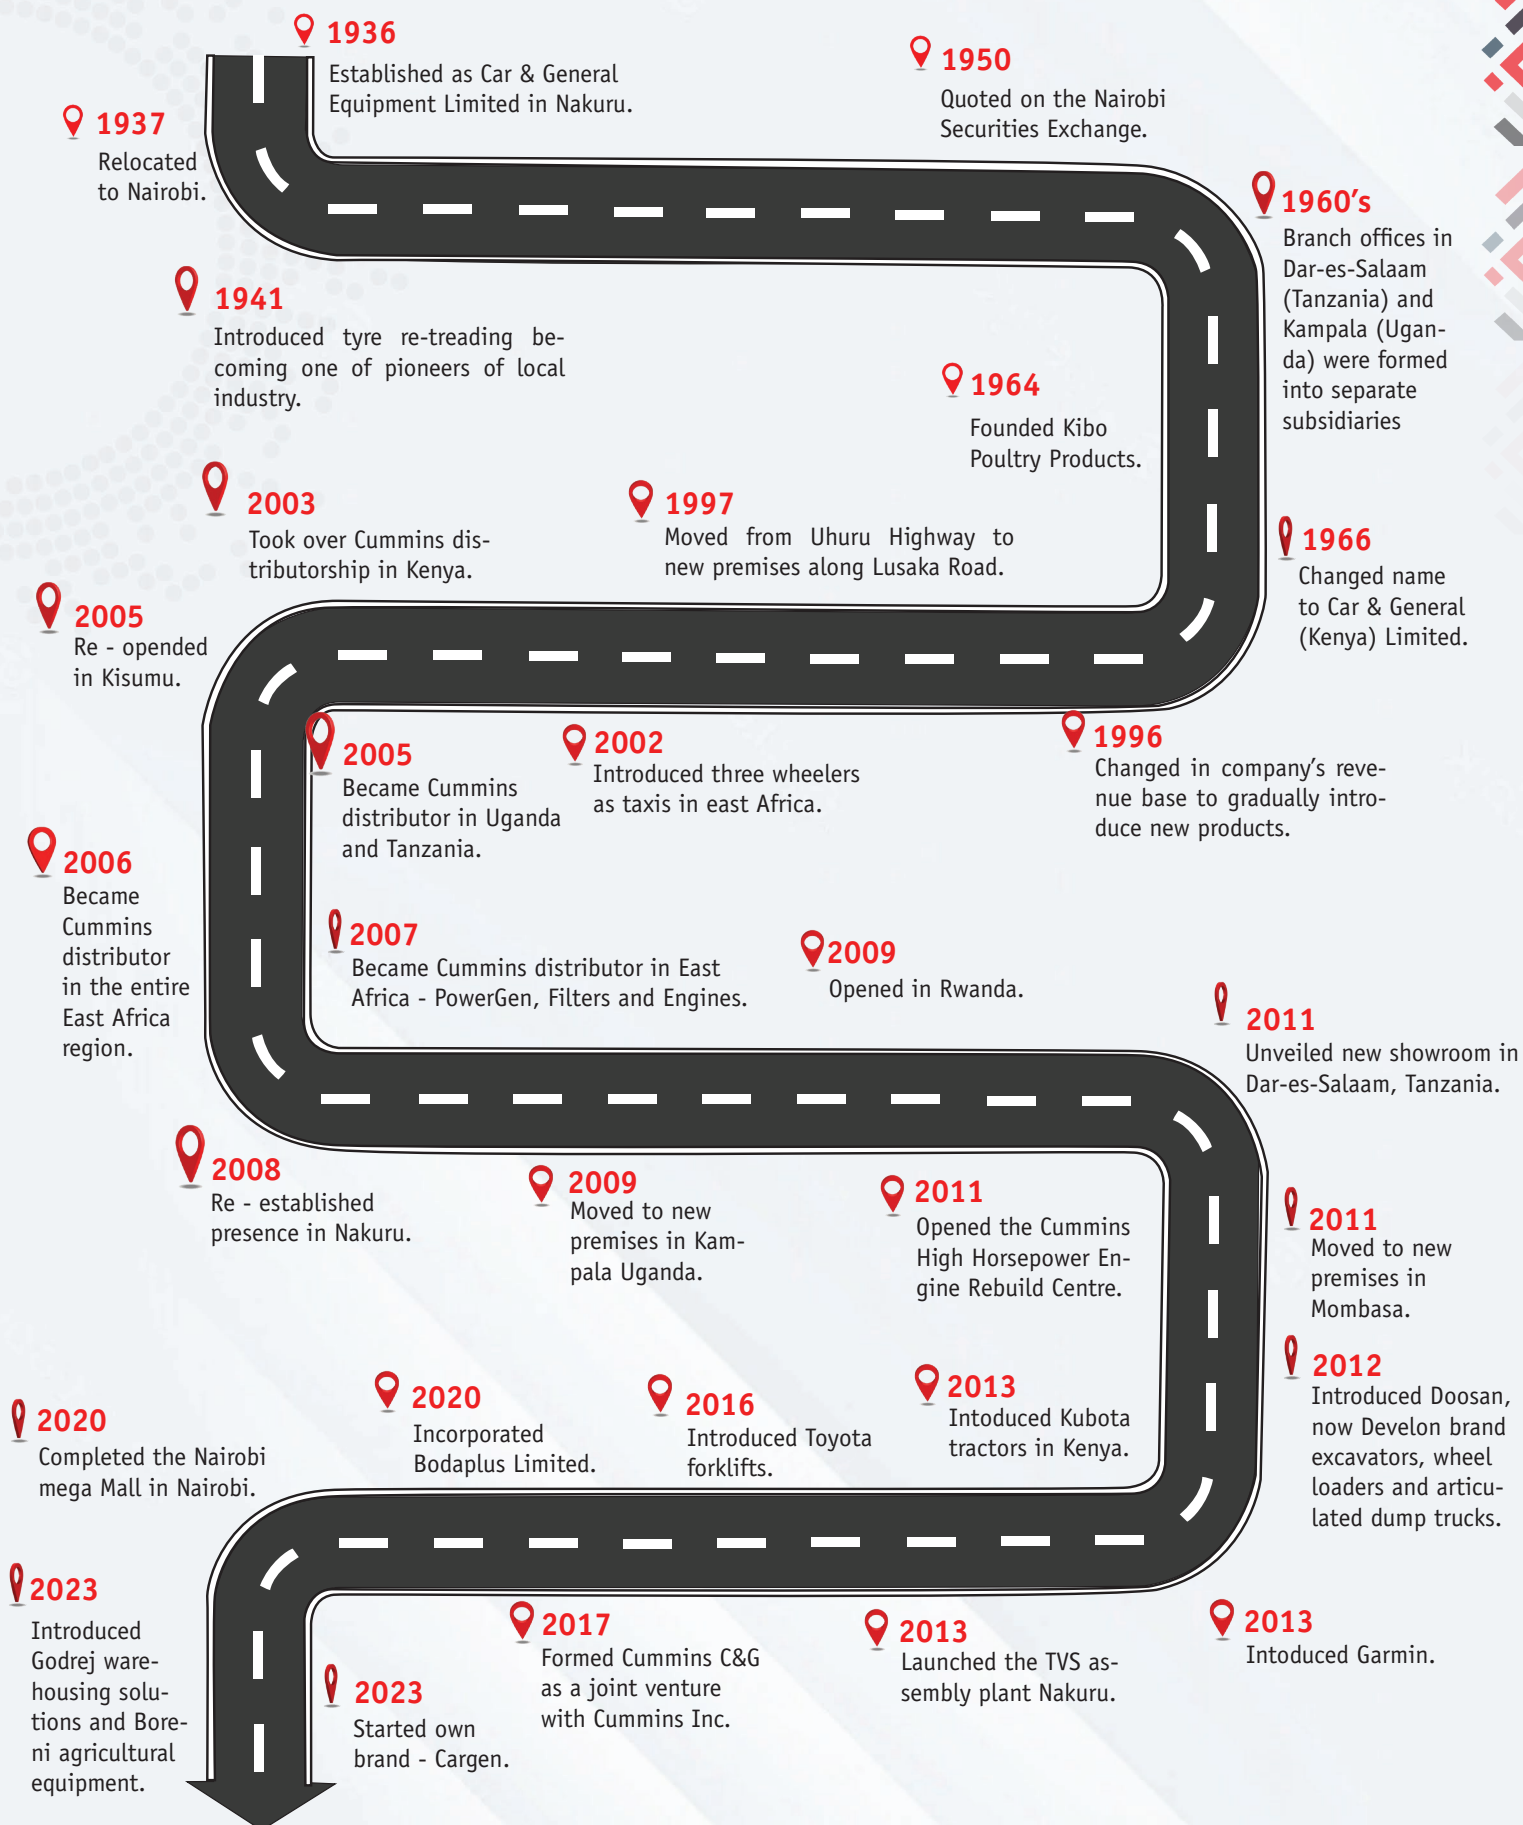 1936
Established as Car & General
Equipment Limited in Nakuru.
1937
Relocated
to Nairobi.
1941
Introduced tyre re-treading be-
coming one of pioneers of local
industry.
1950
Quoted on the Nairobi
Securities Exchange.
1960's
Branch offices in
Dar-es-Salaam
(Tanzania) and
Kampala (Ugan-
da) were formed
into separate
subsidiaries
1964
Founded Kibo
Poultry Products.
1966
Changed name
to Car & General
(Kenya) Limited.
1996
Changed in company's reve-
nue base to gradually intro-
duce new products.
1997
Moved from Uhuru Highway to
new premises along Lusaka Road.
2002
Introduced three wheelers
as taxis in east Africa.
2003
Took over Cummins dis-
tributorship in Kenya.
2005
Re - opended
in Kisumu.
2005
Became Cummins
distributor in Uganda
and Tanzania.
2006
Became
Cummins
distributor
in the entire
East Africa
region.
2007
Became Cummins distributor in East
Africa - PowerGen, Filters and Engines.
2008
Re - established
presence in Nakuru.
2009
Opened in Rwanda.
2009
Moved to new
premises in Kam-
pala Uganda.
2011
Opened the Cummins
High Horsepower En-
gine Rebuild Centre.
2011
Unveiled new showroom in
Dar-es-Salaam, Tanzania.
2011
Moved to new
premises in
Mombasa.
2012
Introduced Doosan,
now Develon brand
excavators, wheel
loaders and articu-
lated dump trucks.
2013
Intoduced Kubota
tractors in Kenya.
2013
Intoduced Garmin.
2013
Launched the TVS as-
sembly plant Nakuru.
2016
Introduced Toyota
forklifts.
2017
Formed Cummins C&G
as a joint venture
with Cummins Inc.
2020
Incorporated
Bodaplus Limited.
2020
Completed the Nairobi
mega Mall in Nairobi.
2023
Introduced
Godrej ware-
housing solu-
tions and Bore-
ni agricultural
equipment.
2023
Started own
brand - Cargen.